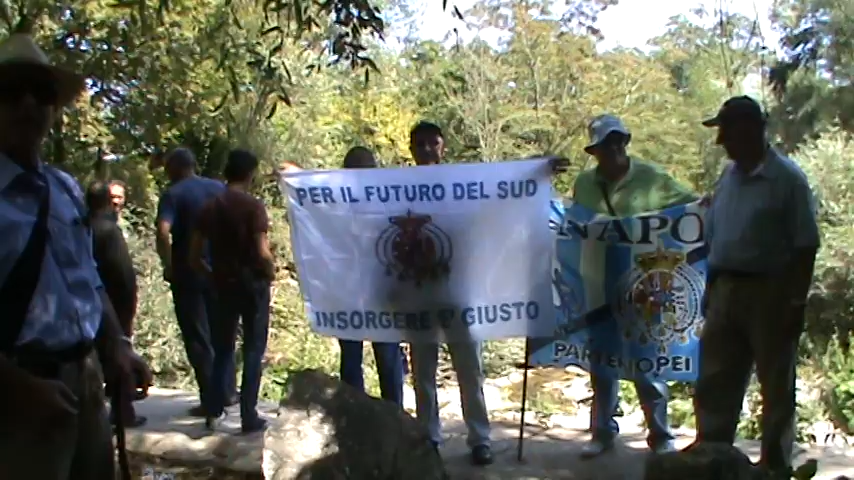 PER IL FUTURO DEL SUD
INSORGERE E' GIUSTO
NAPO
PARTENOPEI